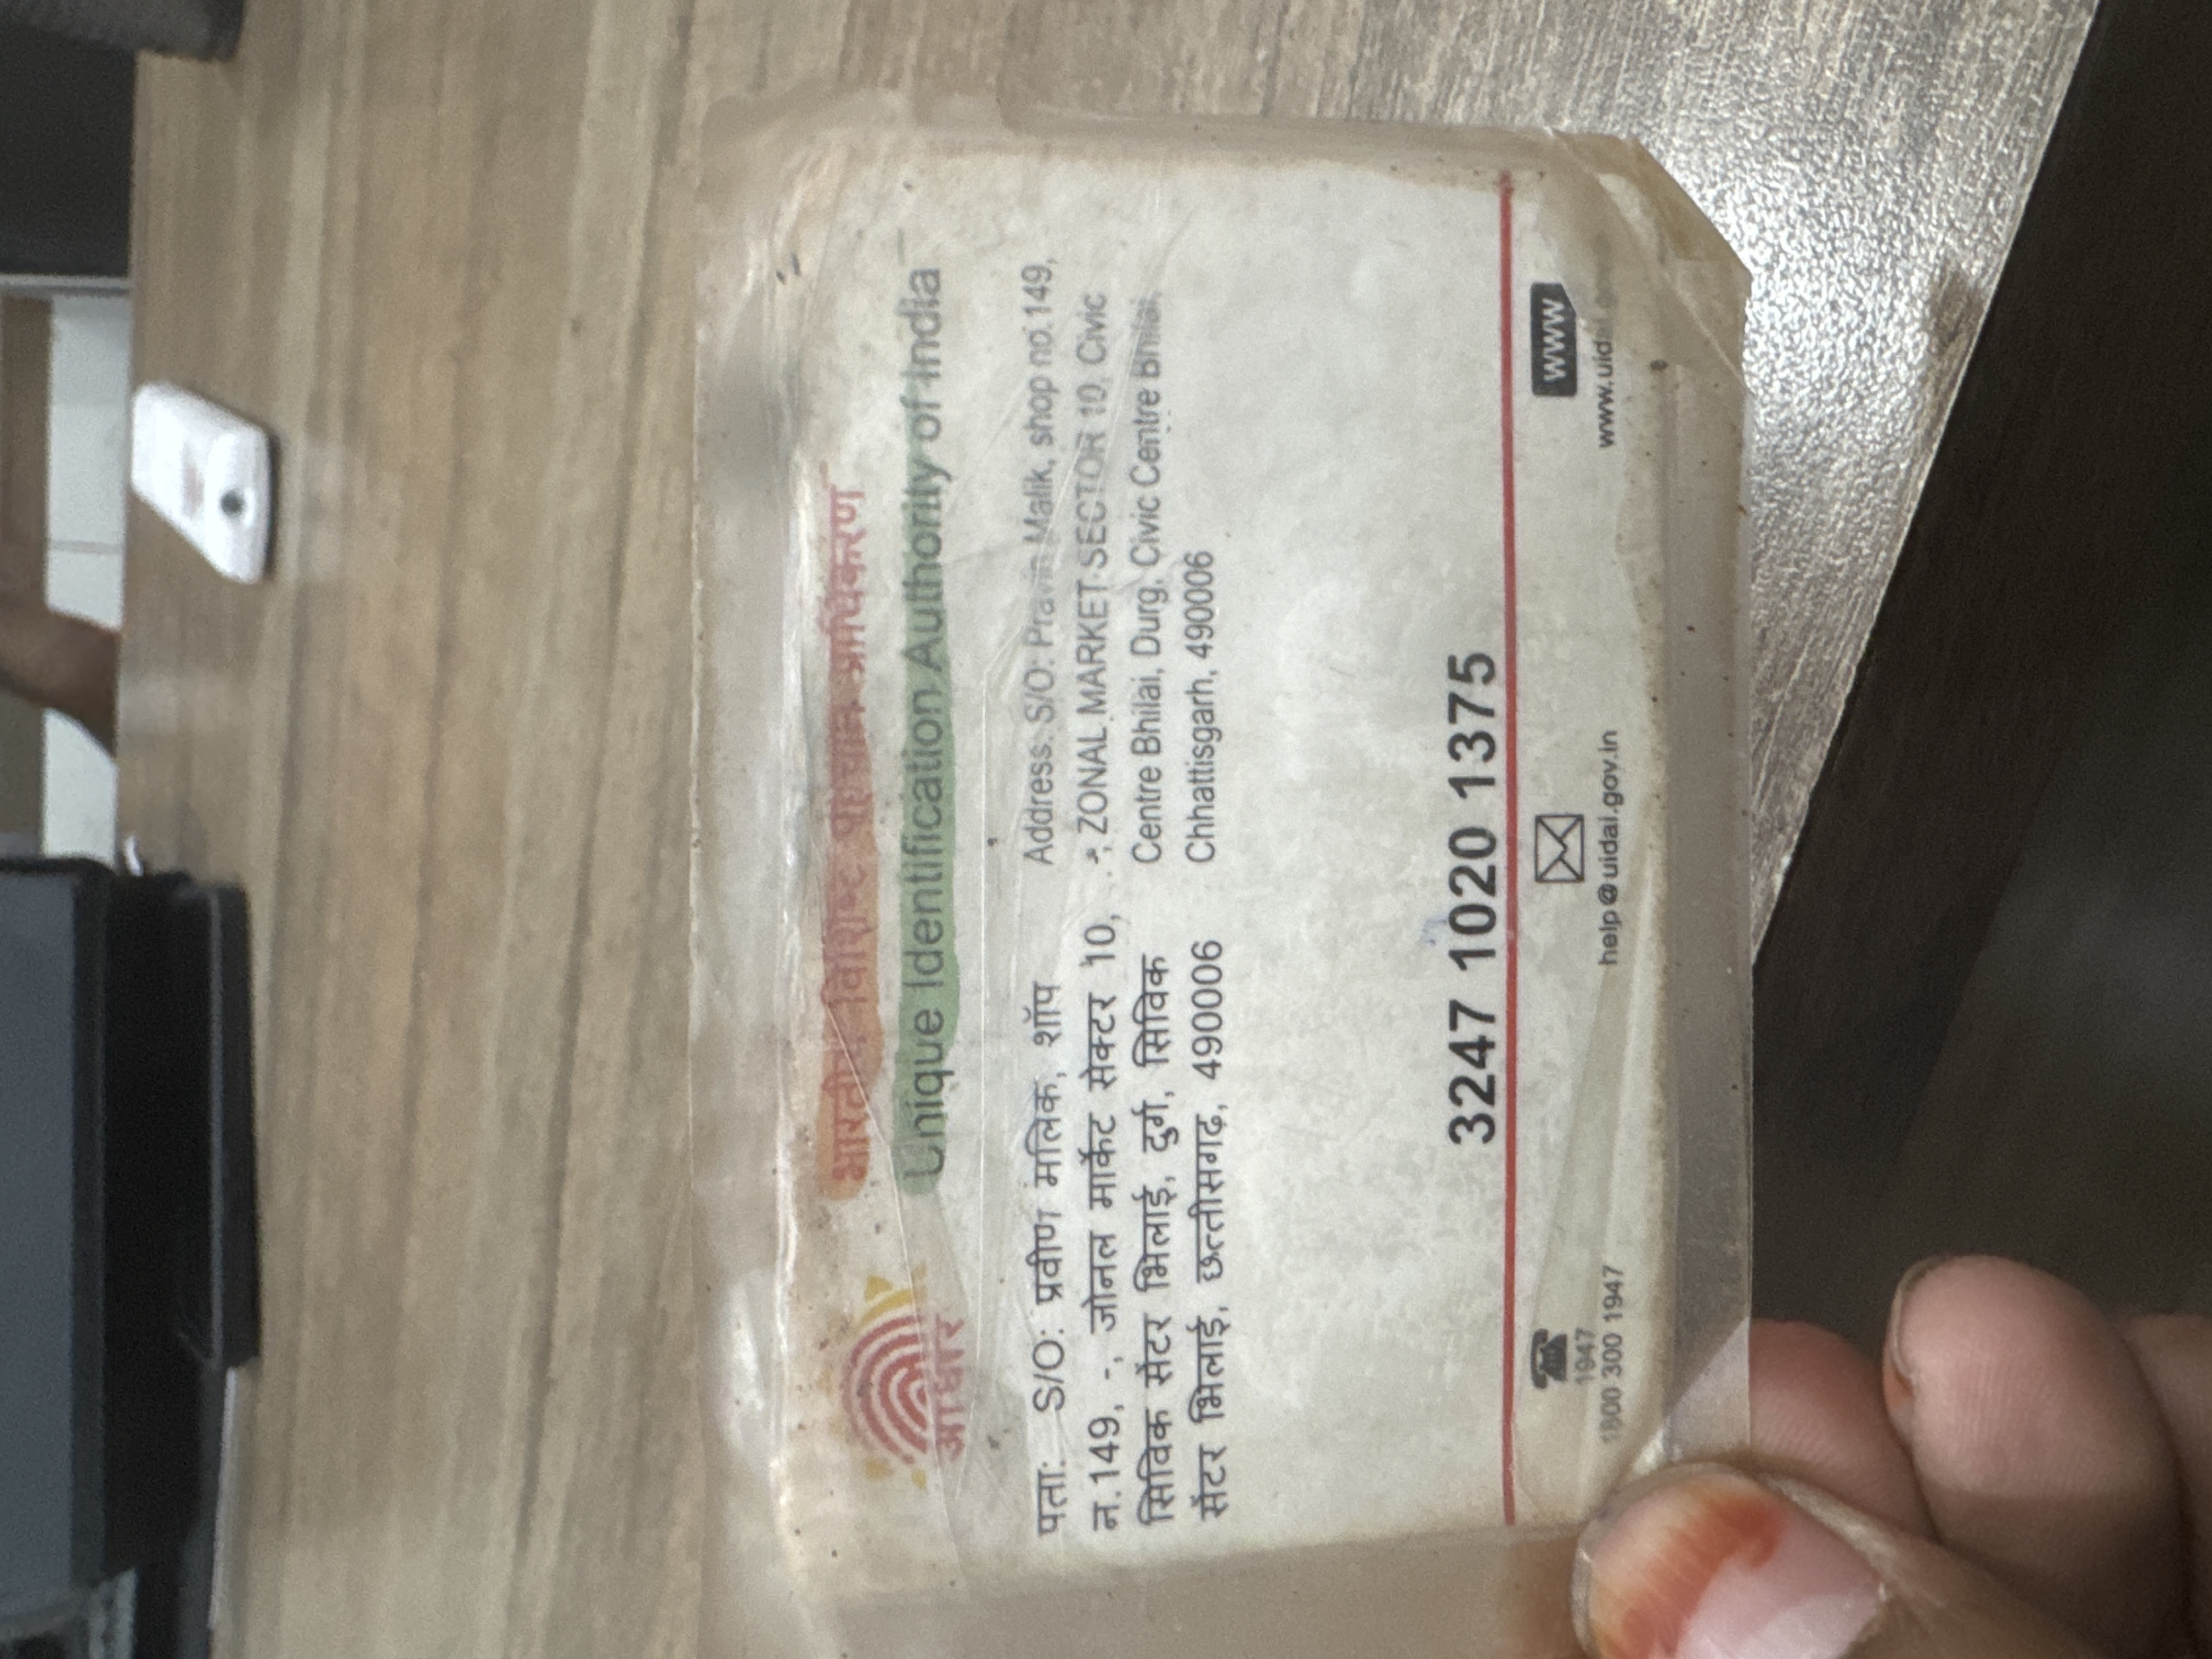 भारतीय विशिष्ट पहचान प्राधिकरण
Unique Identification Authority of India
आधार
पता: S/O: प्रवीण मलिक, शॉप
न.149, -, जोनल मार्केट सेक्टर 10,
सिविक सेंटर भिलाई, दुर्ग, सिविक
सेंटर भिलाई, छत्तीसगढ़, 490006
Address: S/O: Pravin Malik, shop no.149,
-, ZONAL MARKET SECTOR 10, Civic
Centre Bhilai, Durg, Civic Centre Bhilai,
Chhattisgarh, 490006
3247 1020 1375
1947
1800 300 1947
help@uidai.gov.in
www
www.uidai